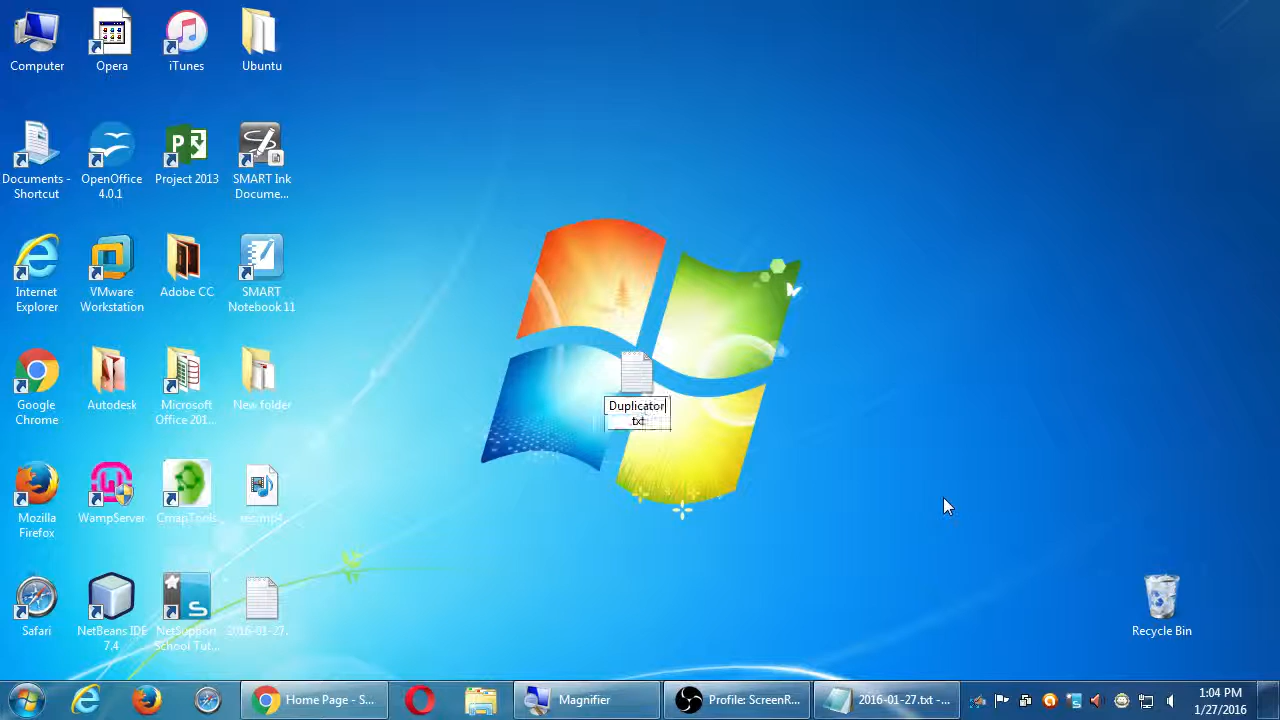 Computer
Opera
iTunes
Ubuntu
Documents -
Shortcut
OpenOffice
4.0.1
Project 2013
SMART Ink
Docume...
Internet
Explorer
VMware
Workstation
Adobe CC
SMART
Notebook 11
Google
Chrome
Autodesk
Microsoft
Office 201...
New folder
Duplicator
.txt
Mozilla
Firefox
WampServer
CmapTools
Safari
NetBeans IDE
7.4
NetSupport
School Tut...
2016-01-27.
Recycle Bin
Home Page - S...
Magnifier
Profile: ScreenR...
2016-01-27.txt -...
1:04 PM
1/27/2016